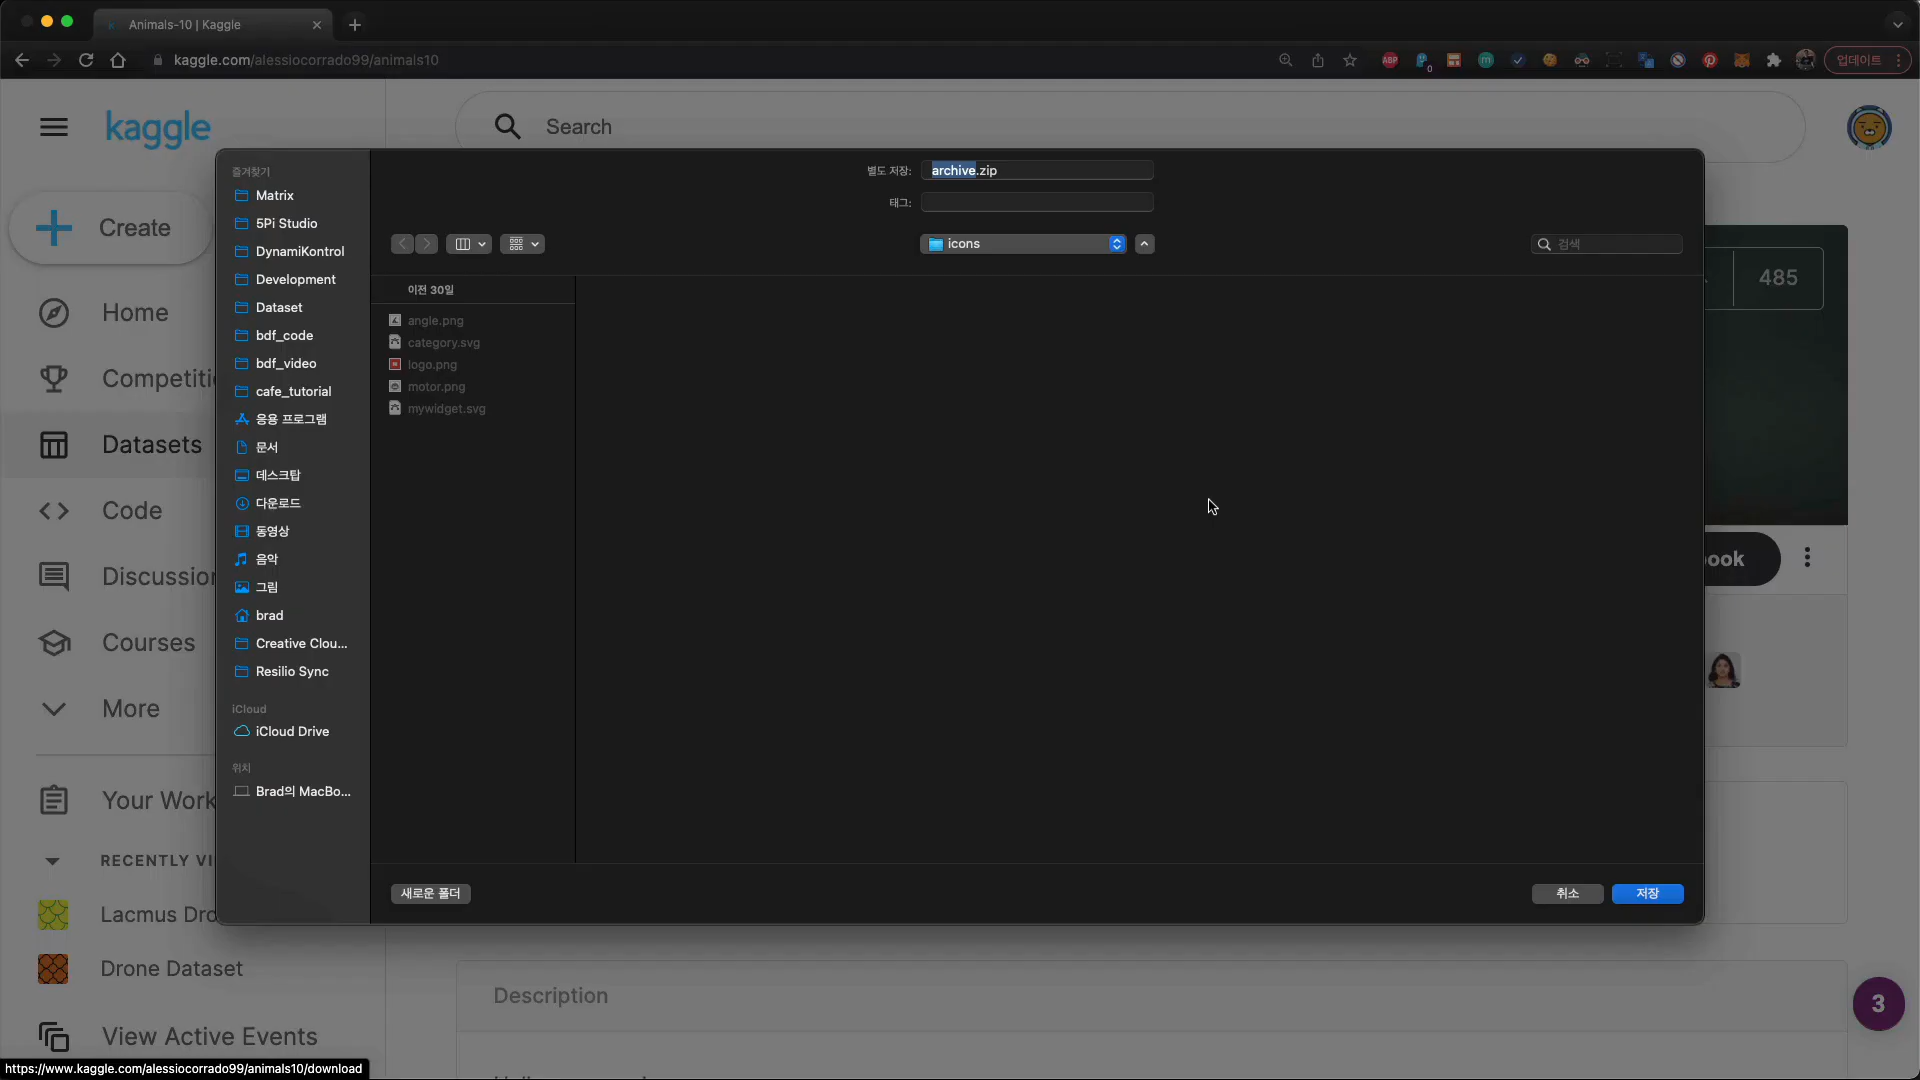 Animals-10 | Kaggle
kaggle.com/alessiocorrado99/animals10
ABP
0
m
업데이트
kaggle
Search
Create
Home
Competiti
Datasets
Code
Discussion
Courses
More
Your Work
RECENTLY VI
Lacmus Dro
Drone Dataset
View Active Events
https://www.kaggle.com/alessiocorrado99/animals10/download
즐겨찾기
Matrix
5Pi Studio
DynamiKontrol
Development
Dataset
bdf_code
bdf_video
cafe_tutorial
응용 프로그램
문서
데스크탑
다운로드
동영상
음악
그림
brad
Creative Clou...
Resilio Sync
iCloud
iCloud Drive
위치
Brad의 MacBo...
별도 저장:
archive.zip
태그:
icons
검색
이전 30일
angle.png
category.svg
logo.png
motor.png
mywidget.svg
새로운 폴더
취소
저장
485
ook
Description
3